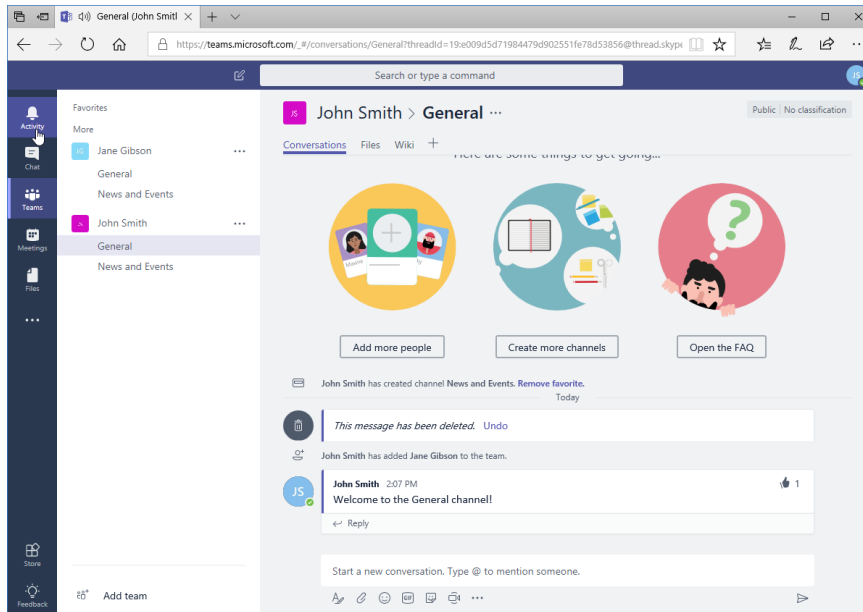 General (John Smitl
https://teams.microsoft.com/_#/conversations/General?threadId=19:e009d5d71984479d902551fe78d53856@thread.skype
Search or type a command
JS
Activity
Chat
Teams
Meetings
Files
Store
Feedback
Favorites
More
JG
Jane Gibson
General
News and Events
JS
John Smith
General
News and Events
Add team
JS
John Smith > General
Public
No classification
Conversations Files Wiki
Here are some things to get going...
Add more people
Create more channels
Open the FAQ
John Smith has created channel News and Events. Remove favorite.
Today
This message has been deleted. Undo
John Smith has added Jane Gibson to the team.
JS
John Smith 2:07 PM
1
Welcome to the General channel!
Reply
Start a new conversation. Type @ to mention someone.
GIF